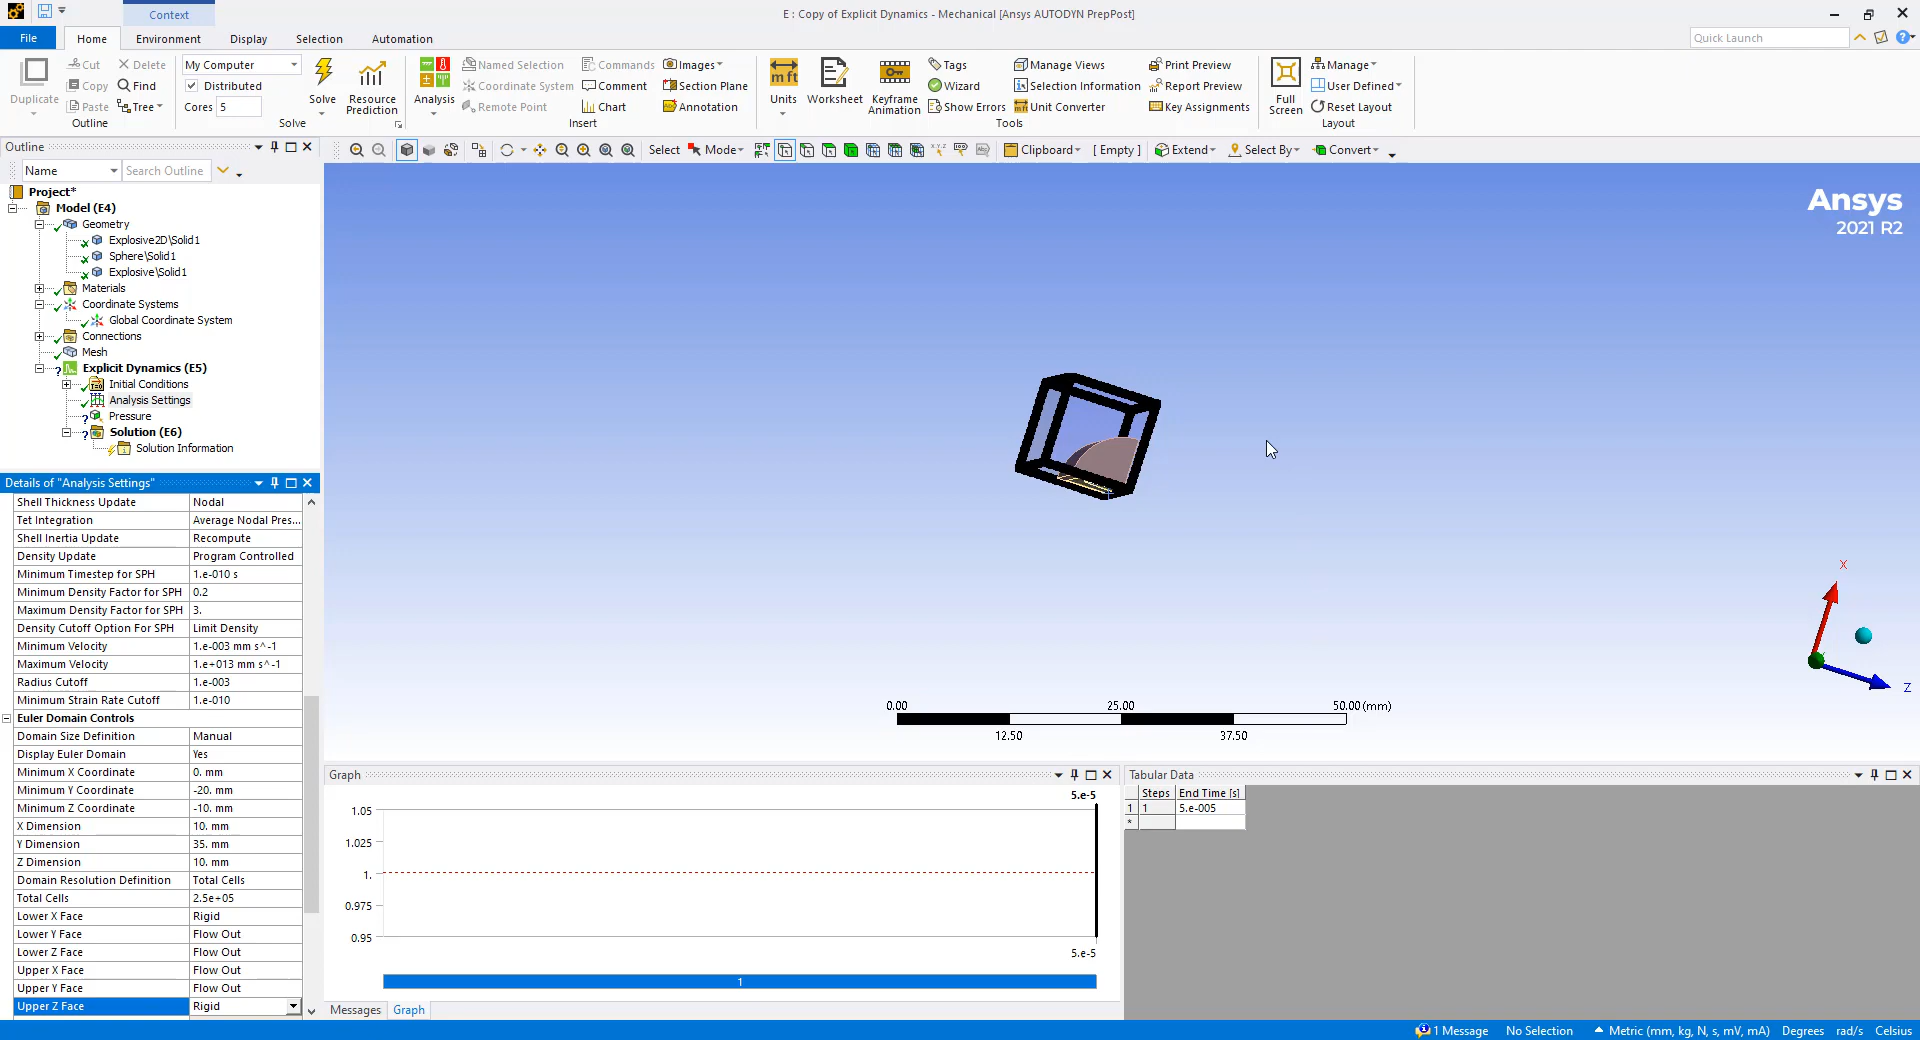 Context
E : Copy of Explicit Dynamics - Mechanical [Ansys AUTODYN PrepPost]
File
Home
Environment
Display
Selection
Automation
Quick Launch
Duplicate
Cut
Copy
Paste
Delete
Find
Tree
Outline
My Computer
Distributed
Cores 5
Solve
Resource
Prediction
Solve
Analysis
Named Selection
Coordinate System
Remote Point
Commands
Comment
Chart
Images
Section Plane
Annotation
Insert
Units
Worksheet
Keyframe
Animation
Tags
Wizard
Show Errors
Manage Views
Selection Information
Unit Converter
Print Preview
Report Preview
Key Assignments
Tools
Full
Screen
Manage
User Defined
Reset Layout
Layout
Outline
Select Mode Clipboard [ Empty ] Extend Select By Convert
Name
Search Outline
Project*
Model (E4)
Geometry
Explosive2D\Solid1
Sphere\Solid1
Explosive\Solid1
Materials
Coordinate Systems
Global Coordinate System
Connections
Mesh
Explicit Dynamics (E5)
Initial Conditions
Analysis Settings
Pressure
Solution (E6)
Solution Information
Details of "Analysis Settings"
Shell Thickness Update Nodal
Tet Integration Average Nodal Pres...
Shell Inertia Update Recompute
Density Update Program Controlled
Minimum Timestep for SPH 1.e-010 s
Minimum Density Factor for SPH 0.2
Maximum Density Factor for SPH 3.
Density Cutoff Option For SPH Limit Density
Minimum Velocity 1.e-003 mm s^-1
Maximum Velocity 1.e+013 mm s^-1
Radius Cutoff 1.e-003
Minimum Strain Rate Cutoff 1.e-010
Euler Domain Controls
Domain Size Definition Manual
Display Euler Domain Yes
Minimum X Coordinate 0. mm
Minimum Y Coordinate -20. mm
Minimum Z Coordinate -10. mm
X Dimension 10. mm
Y Dimension 35. mm
Z Dimension 10. mm
Domain Resolution Definition Total Cells
Total Cells 2.5e+05
Lower X Face Rigid
Lower Y Face Flow Out
Lower Z Face Flow Out
Upper X Face Flow Out
Upper Y Face Flow Out
Upper Z Face Rigid
Ansys
2021 R2
X
Z
0.00 25.00 50.00 (mm)
12.50 37.50
Graph
5.e-5
1.05
1.025
1.
0.975
0.95
5.e-5
1
Messages Graph
Tabular Data
Steps End Time [s]
1 1 5.e-005
*
1 Message No Selection Metric (mm, kg, N, s, mV, mA) Degrees rad/s Celsius